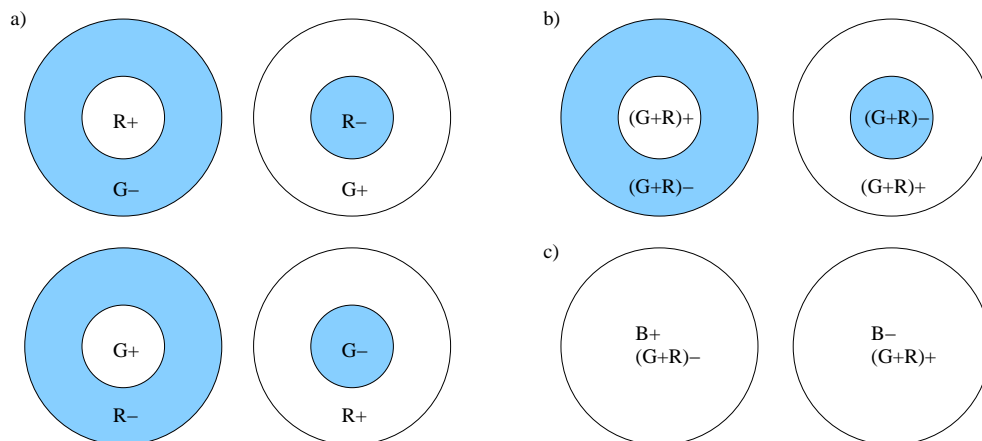 a)
R+
G−
R−
G+
G+
R−
G−
R+
b)
(G+R)+
(G+R)−
(G+R)−
(G+R)+
c)
B+
(G+R)−
B−
(G+R)+